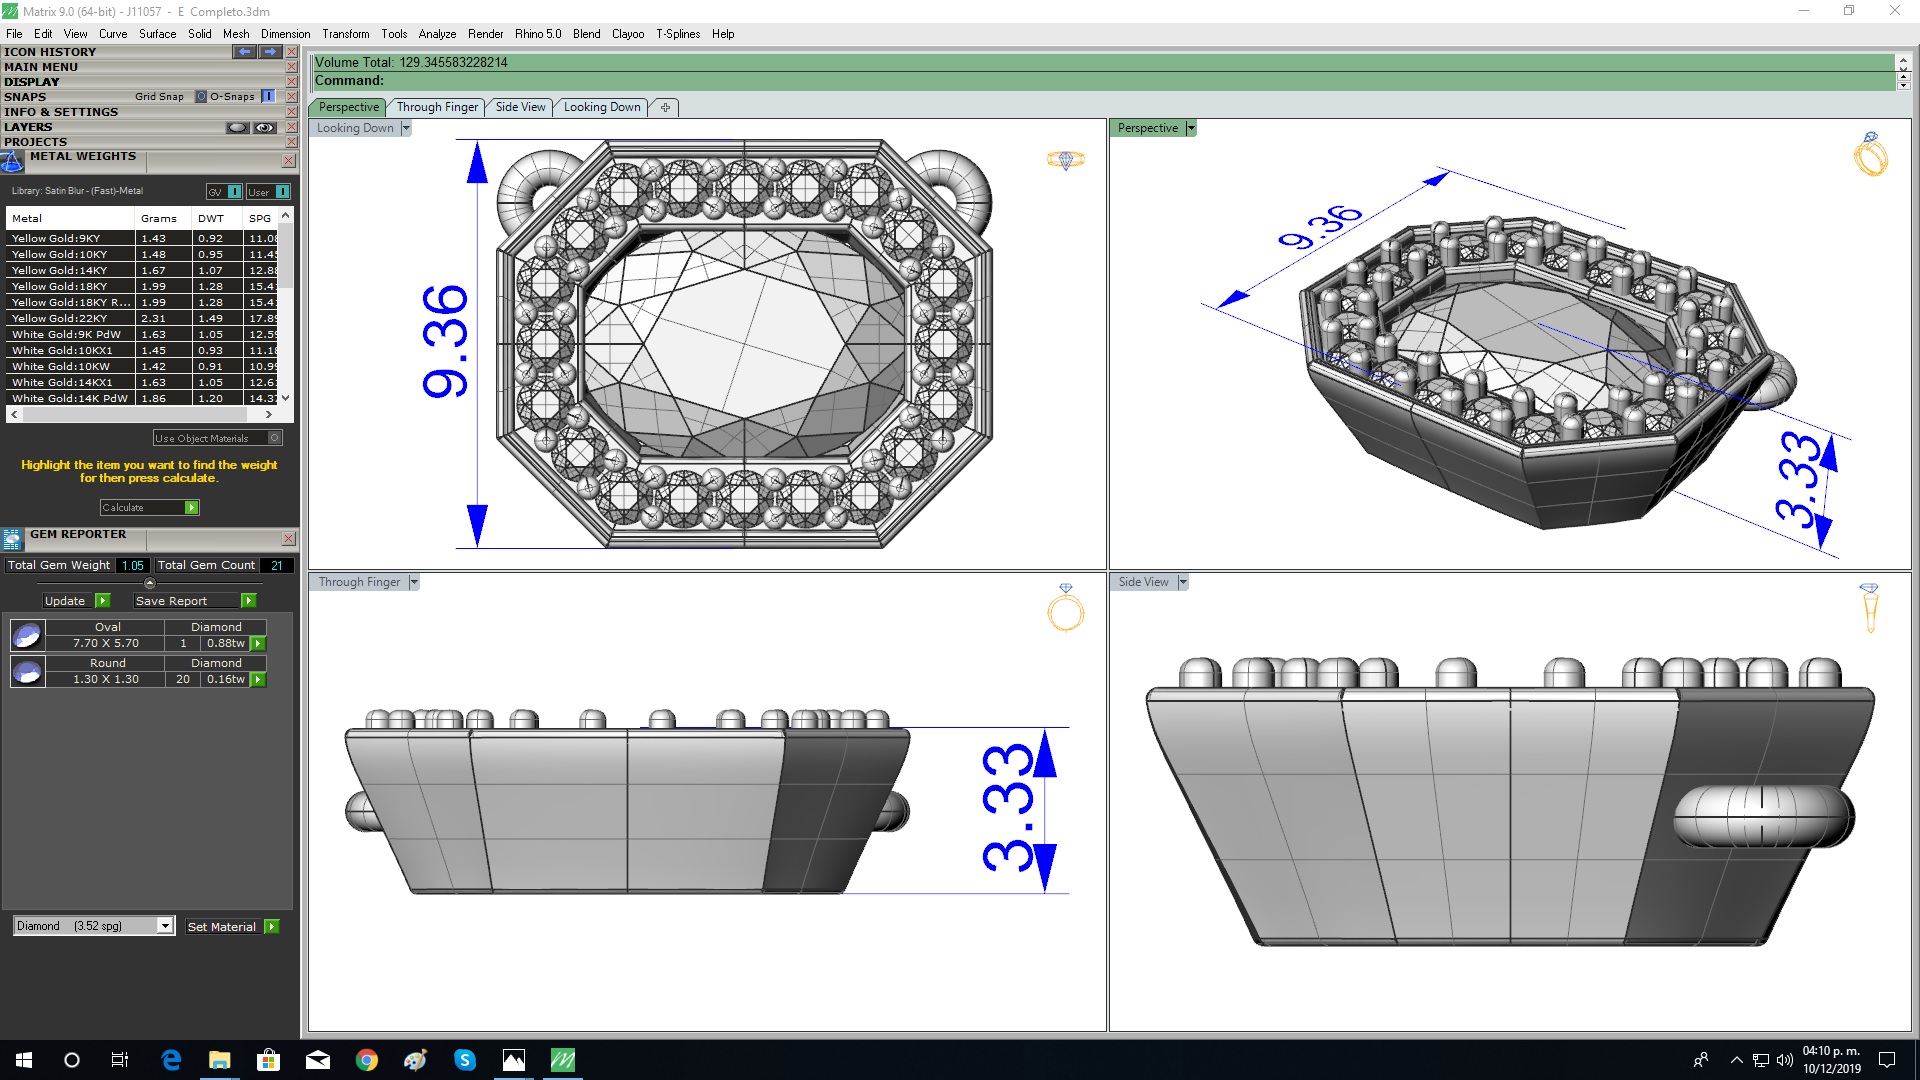 Matrix 9.0 (64-bit) - J11057 - E Completo.3dm
File Edit View Curve Surface Solid Mesh Dimension Transform Tools Analyze Render Rhino 5.0 Blend Clayoo T-Splines Help
ICON HISTORY
MAIN MENU
DISPLAY
SNAPS Grid Snap O-Snaps
INFO & SETTINGS
LAYERS
PROJECTS
METAL WEIGHTS
Library: Satin Blur - (Fast)-Metal GV User
Metal Grams DWT SPG
Yellow Gold:9KY 1.43 0.92 11.08
Yellow Gold:10KY 1.48 0.95 11.45
Yellow Gold:14KY 1.67 1.07 12.88
Yellow Gold:18KY 1.99 1.28 15.41
Yellow Gold:18KY R... 1.99 1.28 15.41
Yellow Gold:22KY 2.31 1.49 17.89
White Gold:9K PdW 1.63 1.05 12.59
White Gold:10KX1 1.45 0.93 11.18
White Gold:10KW 1.42 0.91 10.99
White Gold:14KX1 1.63 1.05 12.61
White Gold:14K PdW 1.86 1.20 14.37
Use Object Materials
Highlight the item you want to find the weight
for then press calculate.
Calculate
GEM REPORTER
Total Gem Weight 1.05 Total Gem Count 21
Update Save Report
Oval Diamond
7.70 X 5.70 1 0.88tw
Round Diamond
1.30 X 1.30 20 0.16tw
Diamond (3.52 spg) Set Material
Volume Total: 129.345583228214
Command:
Perspective Through Finger Side View Looking Down
Looking Down
9.36
Perspective
9.36
3.33
Through Finger
3.33
Side View
04:10 p. m.
10/12/2019